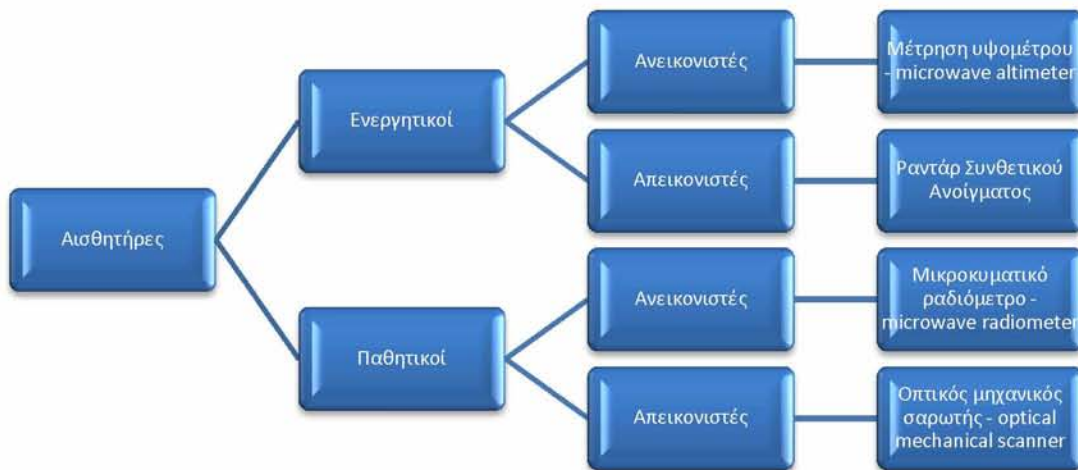 Αισθητήρες
Ενεργητικοί
Ανεικονιστές
Μέτρηση υψομέτρου
- microwave altimeter
Απεικονιστές
Ραντάρ Συνθετικού
Ανοίγματος
Παθητικοί
Ανεικονιστές
Μικροκυματικό
ραδιόμετρο -
microwave radiometer
Απεικονιστές
Οπτικός μηχανικός
σαρωτής - optical
mechanical scanner